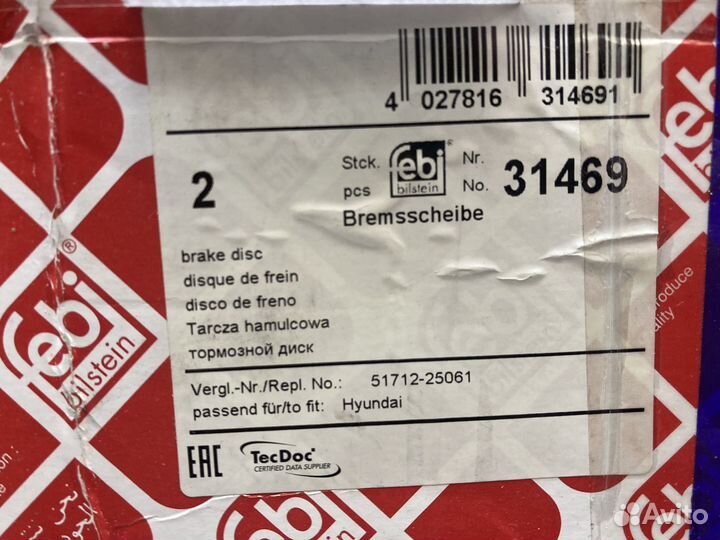 4 027816 314691
2
Stck.
pcs
febi
bilstein
®
Nr.
No.
31469
Bremsscheibe
brake disc
disque de frein
disco de freno
Tarcza hamulcowa
тормозной диск
Vergl.-Nr./Repl. No.: 51712-25061
passend für/to fit: Hyundai
EAC
TecDoc
CERTIFIED DATA SUPPLIER
febi
bilstein
®
Avito